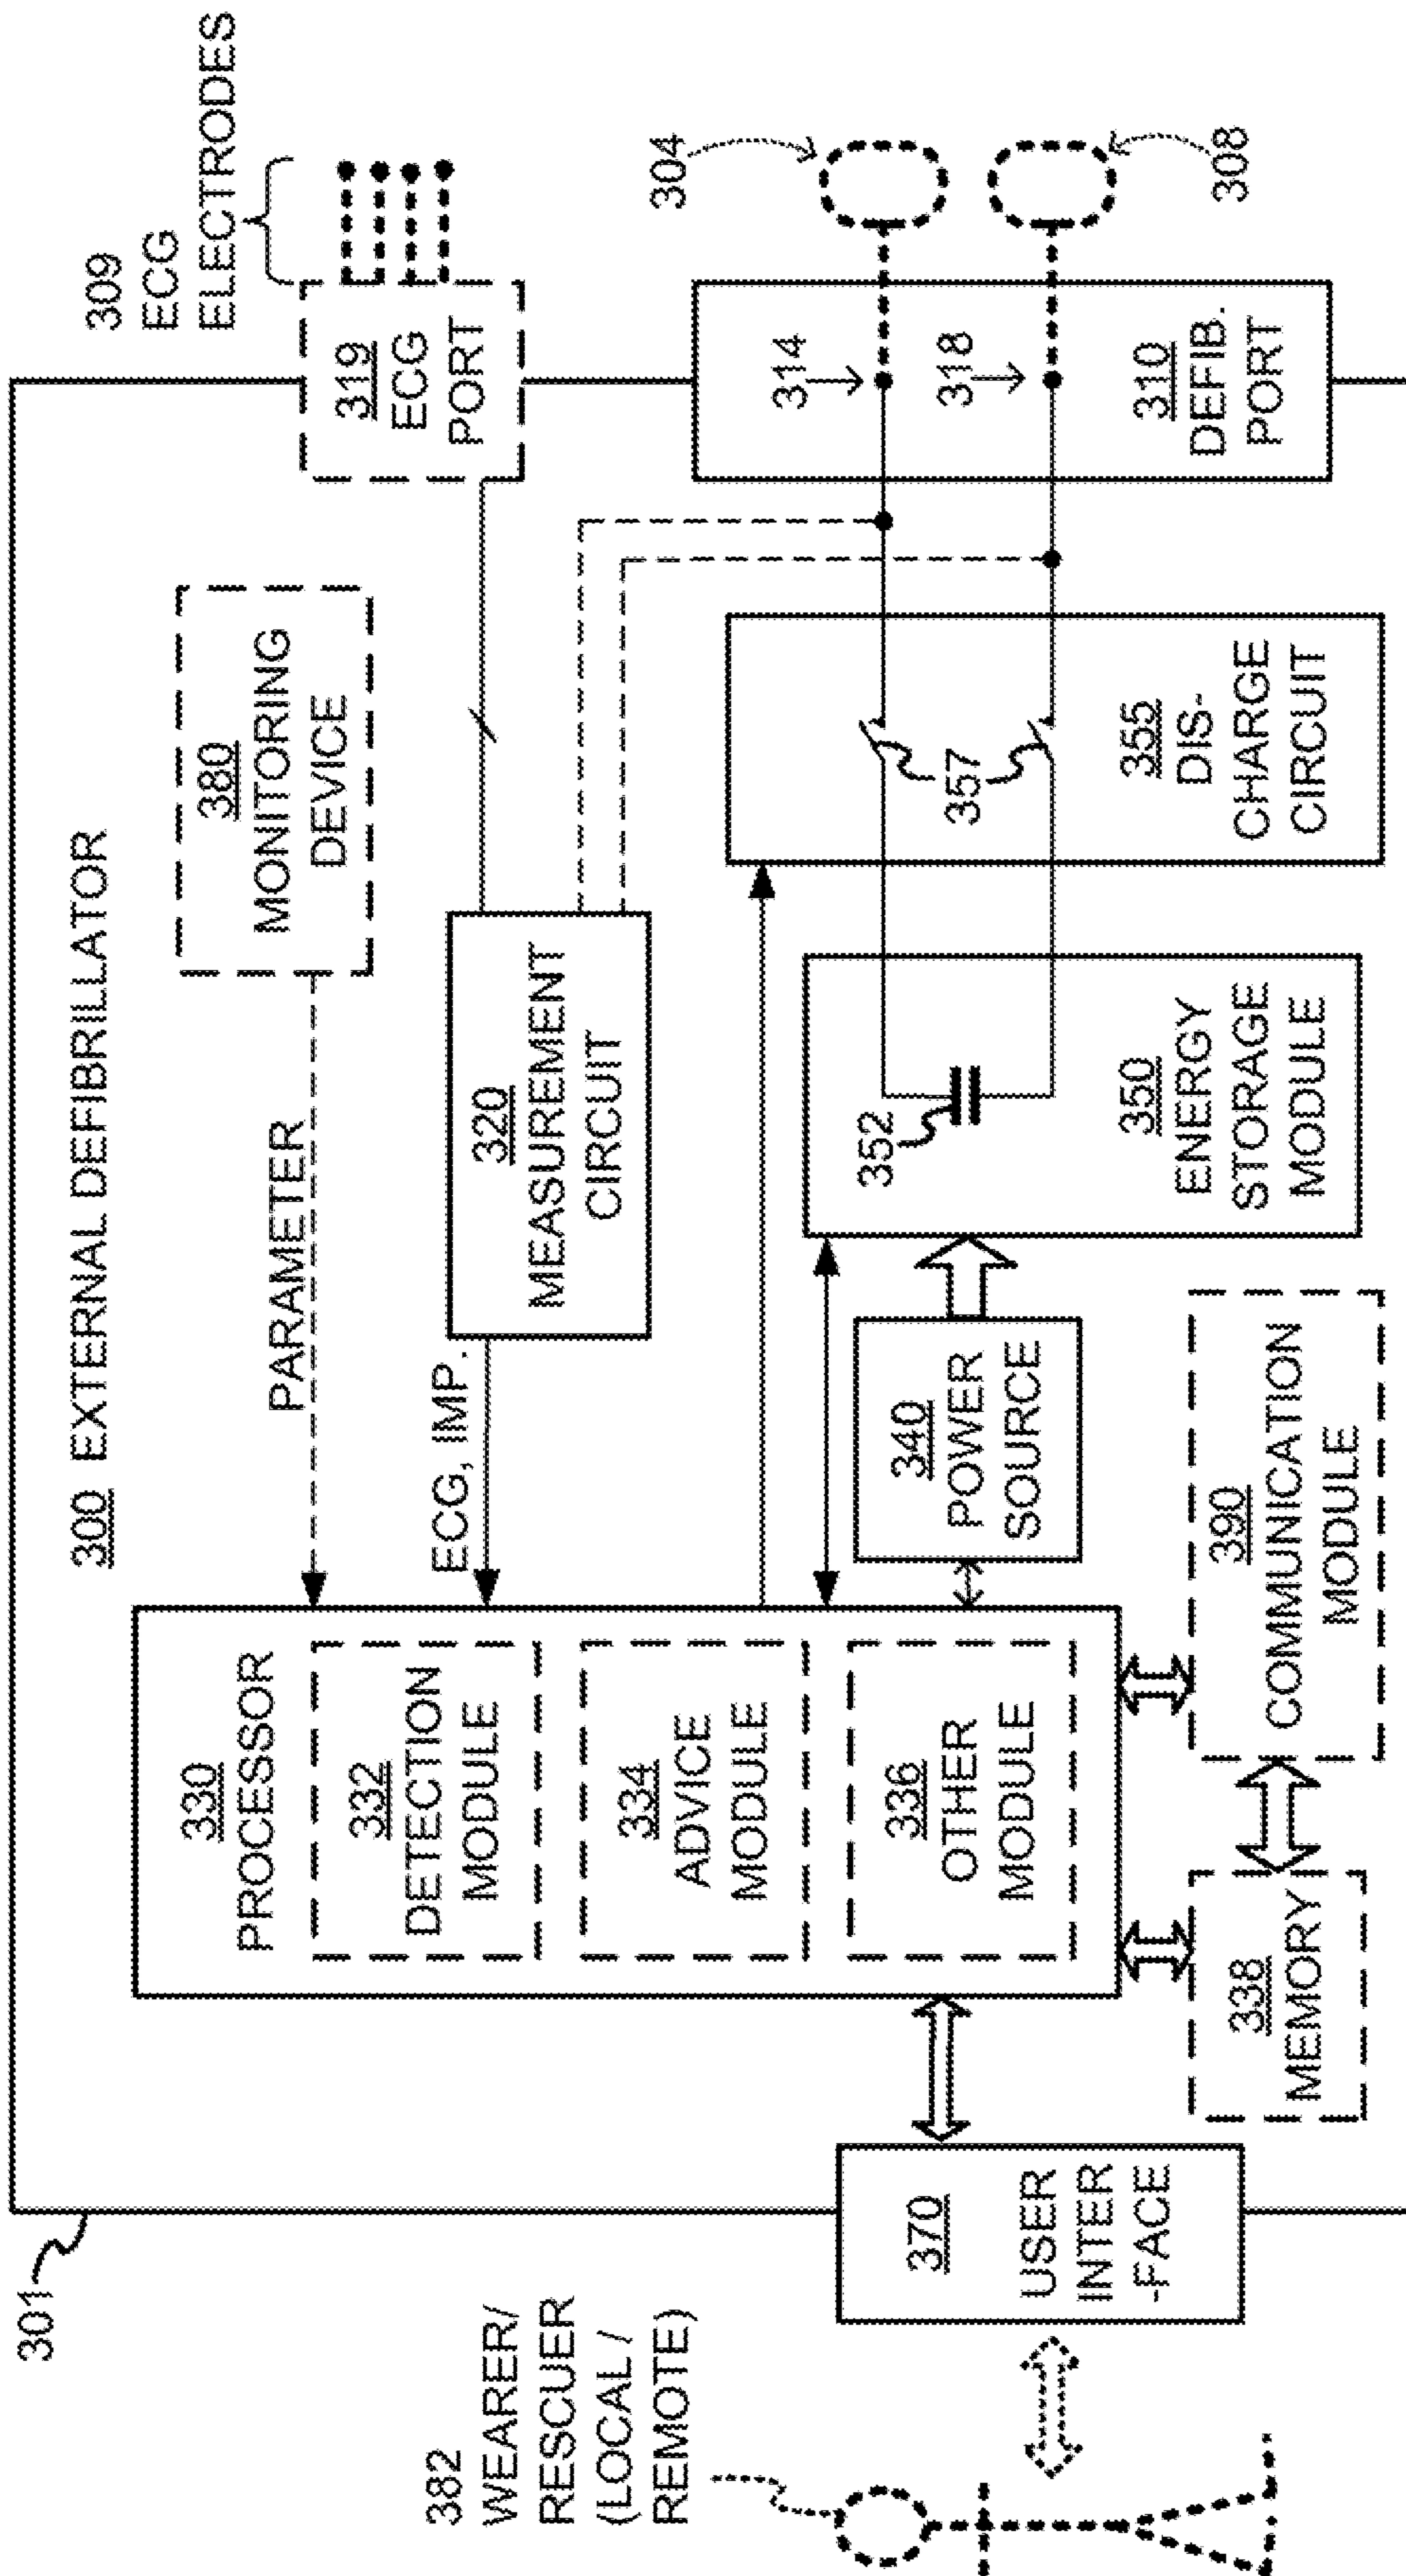 300 EXTERNAL DEFIBRILLATOR
301
309
ECG
ELECTRODES
319
ECG
PORT
380
MONITORING
DEVICE
PARAMETER
330
PROCESSOR
332
DETECTION
MODULE
334
ADVICE
MODULE
336
OTHER
MODULE
ECG, IMP.
320
MEASUREMENT
CIRCUIT
304
308
314
318
310
DEFIB.
PORT
357
355
DIS-
CHARGE
CIRCUIT
352
350
ENERGY
STORAGE
MODULE
340
POWER
SOURCE
382
WEARER/
RESCUER
(LOCAL /
REMOTE)
370
USER
INTER
-FACE
338
MEMORY
390
COMMUNICATION
MODULE